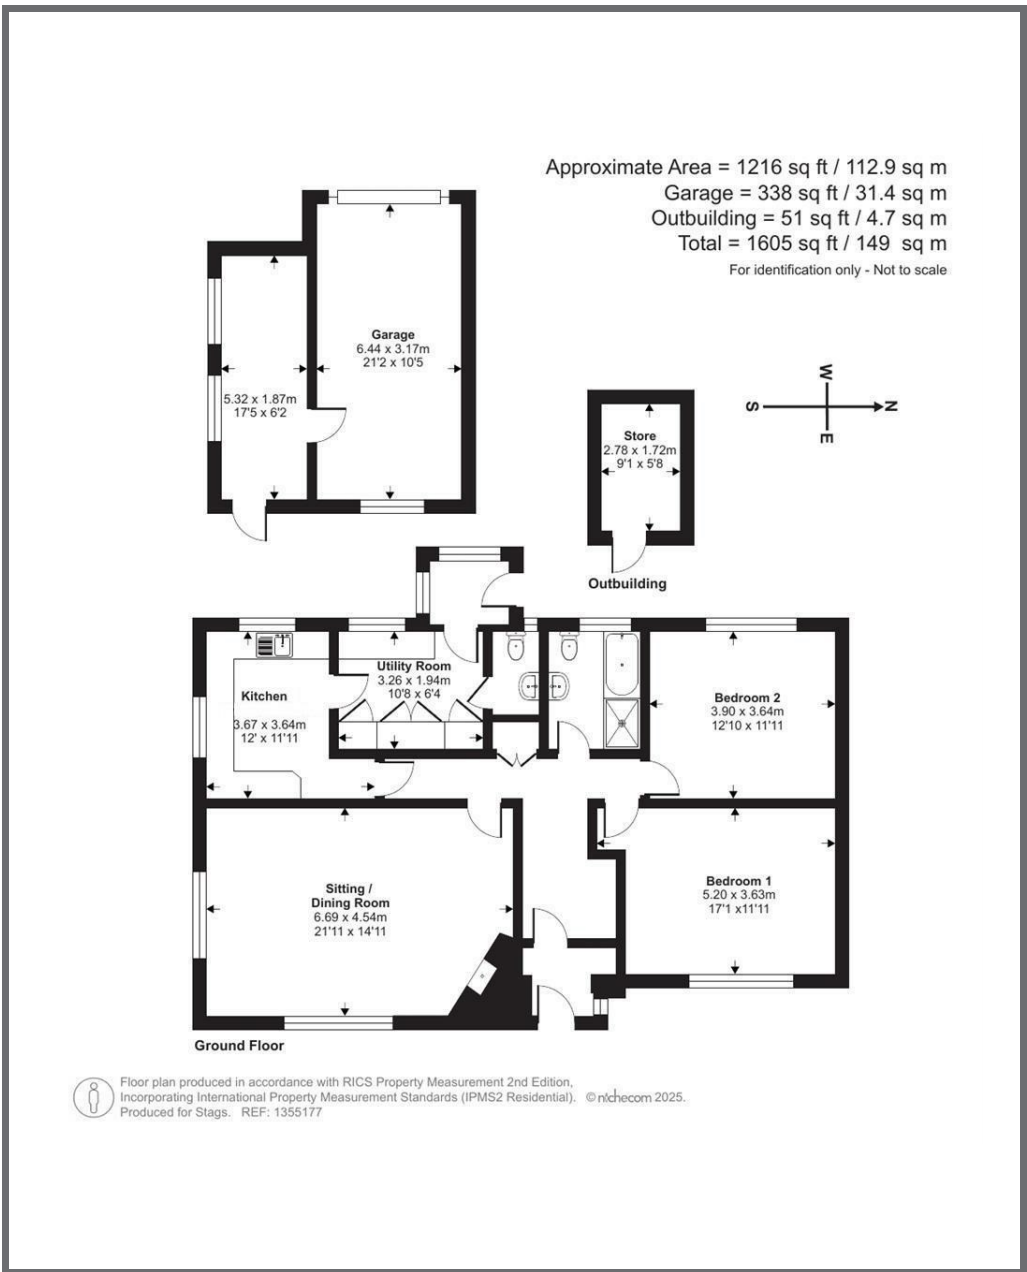 Approximate Area = 1216 sq ft / 112.9 sq m
Garage = 338 sq ft / 31.4 sq m
Outbuilding = 51 sq ft / 4.7 sq m
Total = 1605 sq ft / 149 sq m
For identification only - Not to scale
Garage
6.44 x 3.17m
21'2 x 10'5
5.32 x 1.87m
17'5 x 6'2
W
S
N
E
Store
2.78 x 1.72m
9'1 x 5'8
Outbuilding
Utility Room
3.26 x 1.94m
10'8 x 6'4
Kitchen
3.67 x 3.64m
12' x 11'11
Bedroom 2
3.90 x 3.64m
12'10 x 11'11
Sitting /
Dining Room
6.69 x 4.54m
21'11 x 14'11
Bedroom 1
5.20 x 3.63m
17'1 x11'11
Ground Floor
Floor plan produced in accordance with RICS Property Measurement 2nd Edition,
Incorporating International Property Measurement Standards (IPMS2 Residential). © nichecom 2025.
Produced for Stags. REF: 1355177